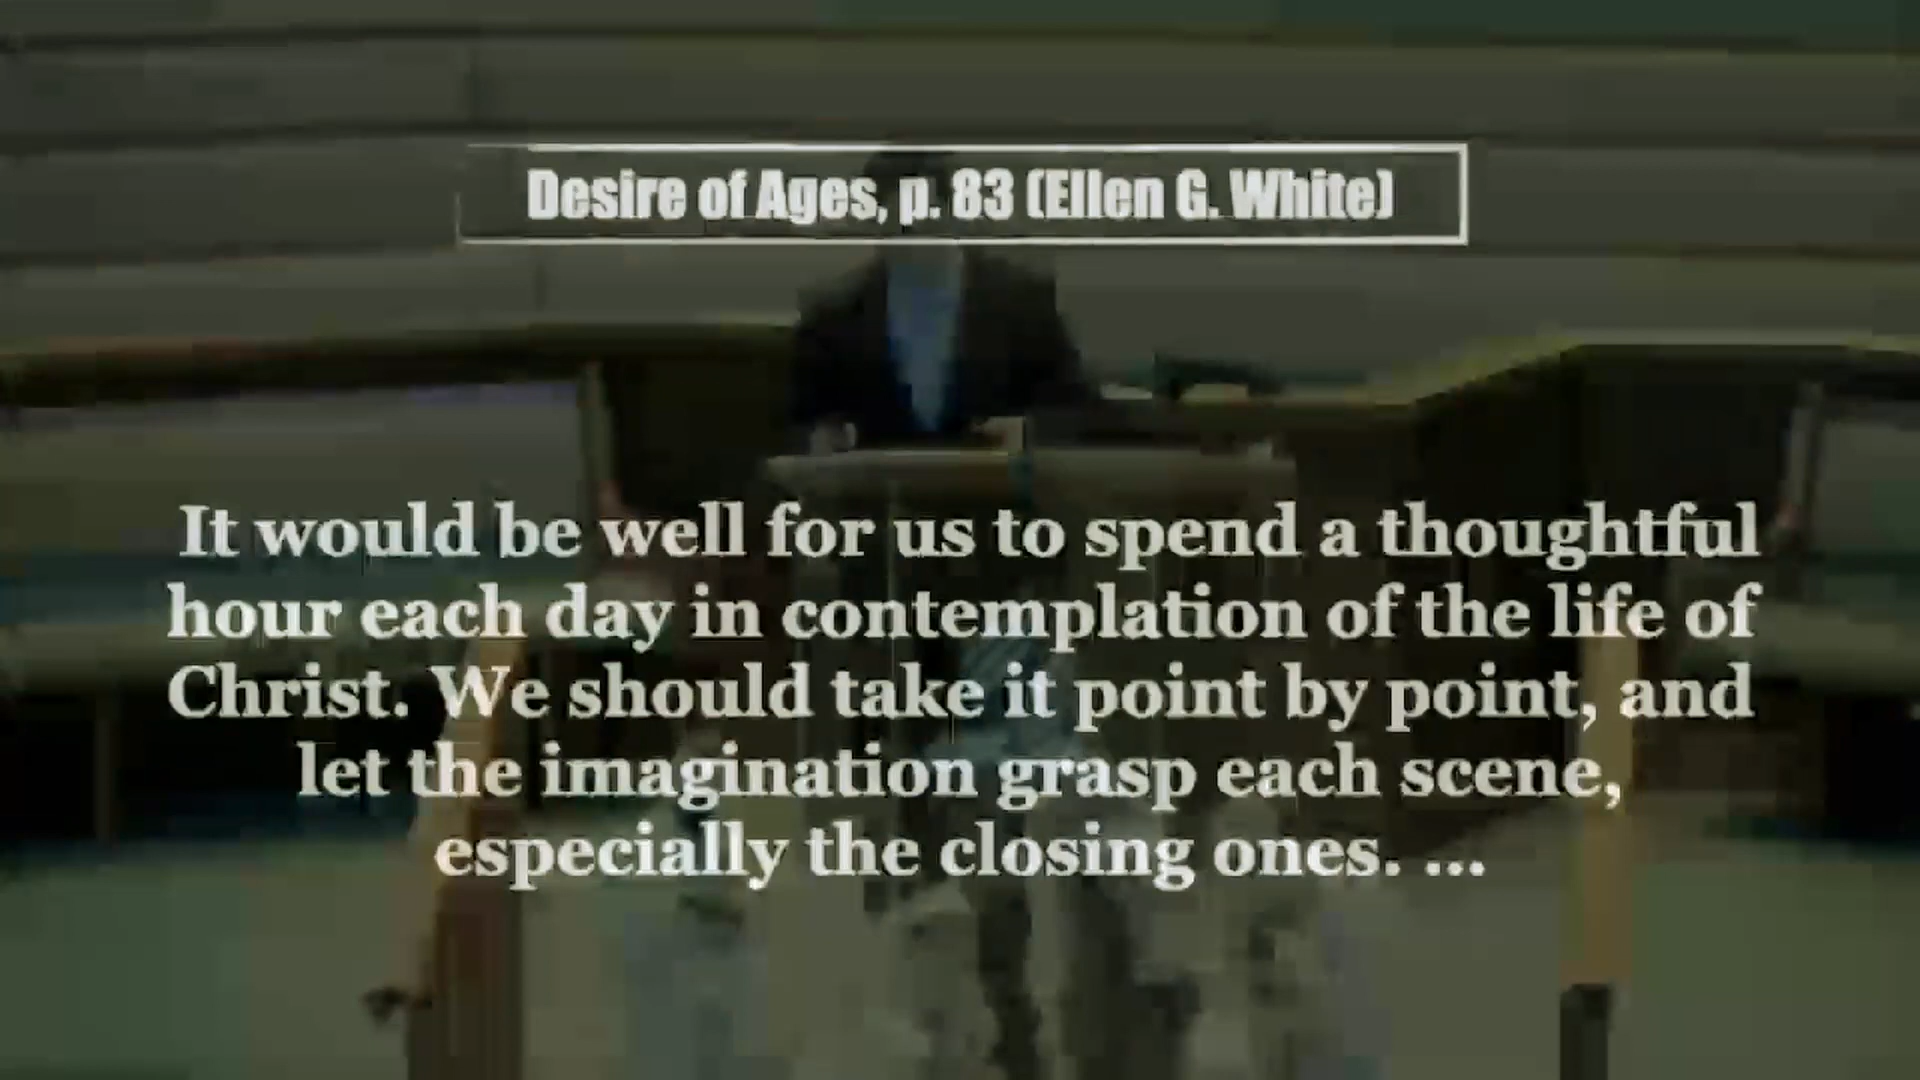 Desire of Ages, p. 83 (Ellen G. White)
It would be well for us to spend a thoughtful
hour each day in contemplation of the life of
Christ. We should take it point by point, and
let the imagination grasp each scene,
especially the closing ones. ...